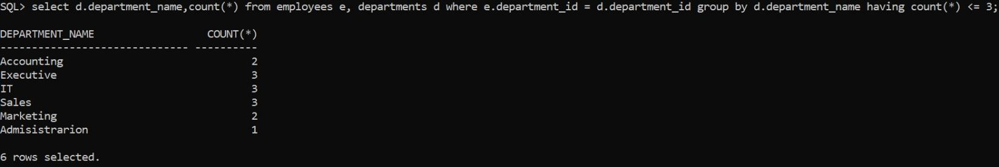 SQL> select d.department_name,count(*) from employees e, departments d where e.department_id = d.department_id group by d.department_name having count(*) <= 3;
DEPARTMENT_NAME                  COUNT(*)
------------------------------ ----------
Accounting                              2
Executive                               3
IT                                      3
Sales                                   3
Marketing                               2
Admisistrarion                          1
6 rows selected.